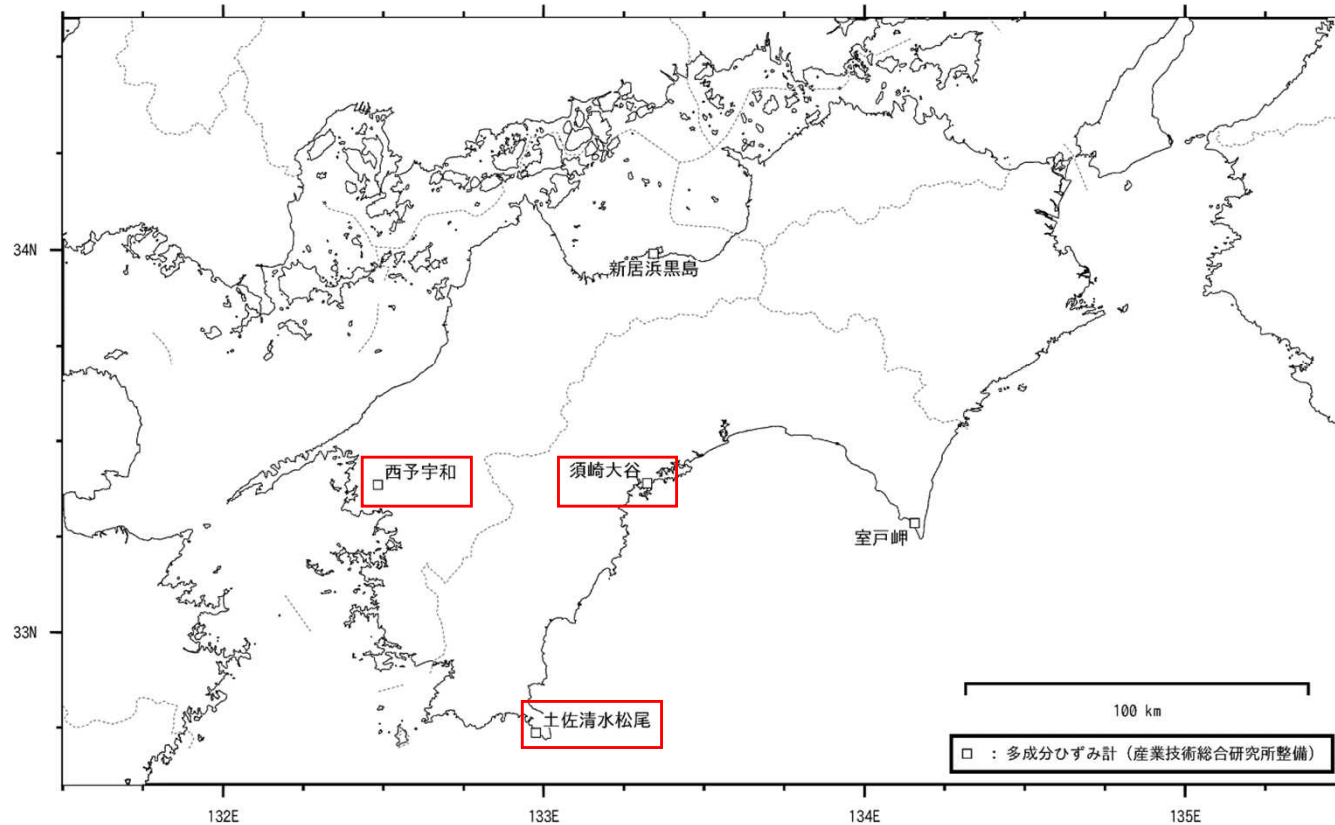 34N
新居浜黒島
西予宇和
須崎大谷
室戸岬
33N
土佐清水松尾
100 km
□ : 多成分ひずみ計（産業技術総合研究所整備）
132E
133E
134E
135E